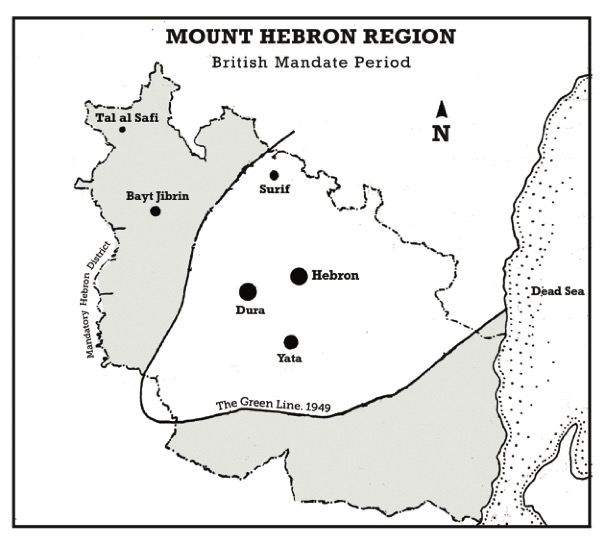 MOUNT HEBRON REGION
British Mandate Period
Tal al Safi
N
Surif
Bayt Jibrin
Mandatory Hebron District
Hebron
Dead Sea
Dura
Yata
The Green Line. 1949